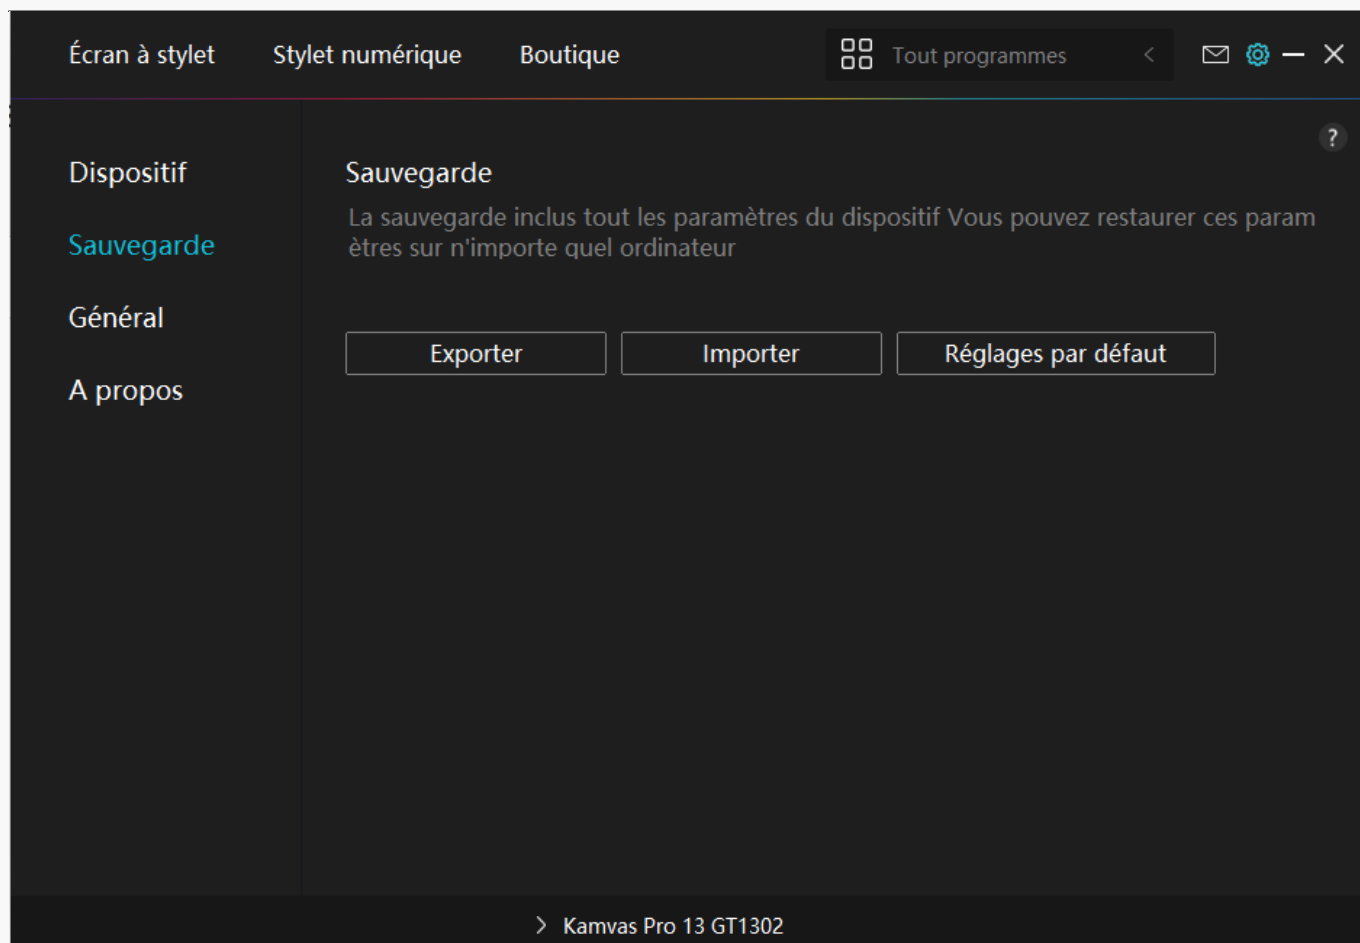 Écran à stylet Stylet numérique Boutique Tout programmes <
?
Dispositif
Sauvegarde
Général
A propos
Sauvegarde
La sauvegarde inclus tout les paramètres du dispositif Vous pouvez restaurer ces param
ètres sur n'importe quel ordinateur
Exporter Importer Réglages par défaut
> Kamvas Pro 13 GT1302